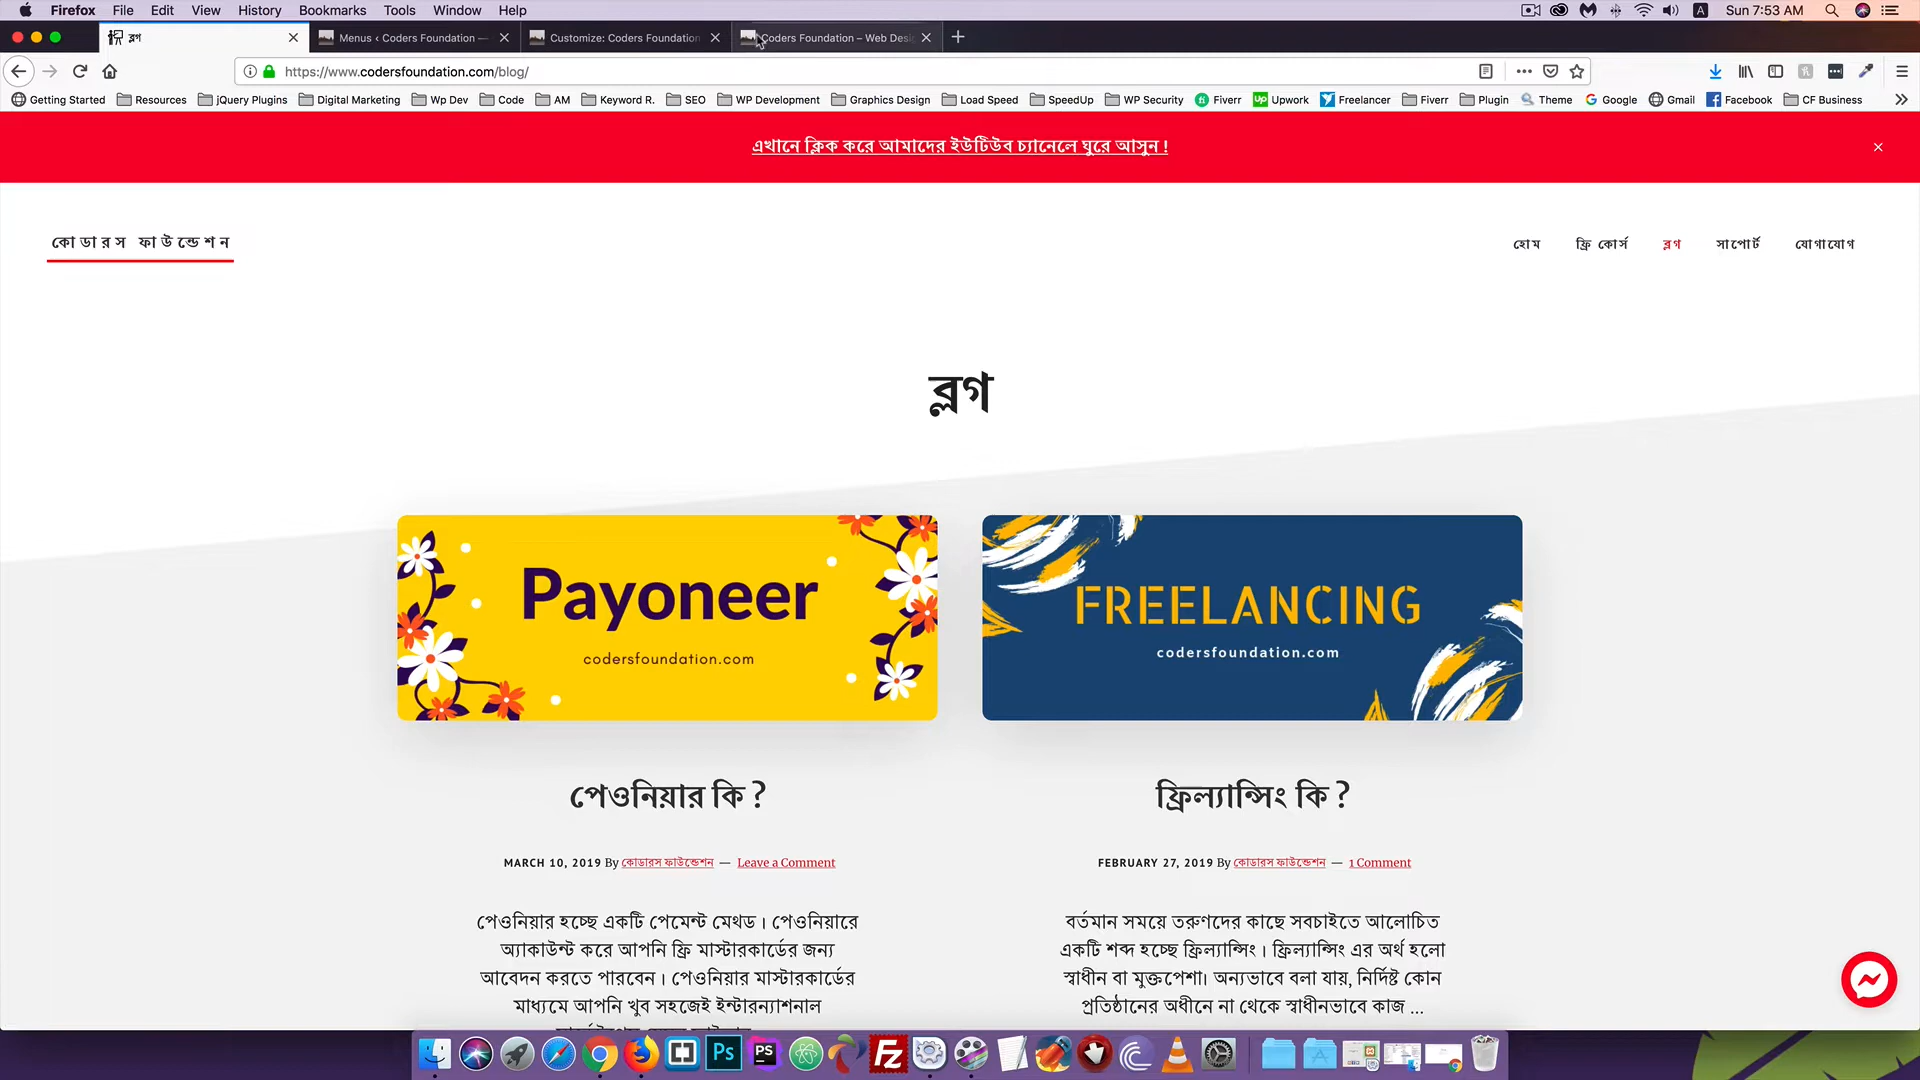 Firefox File Edit View History Bookmarks Tools Window Help Sun 7:53 AM
ব্লগ Menus ‹ Coders Foundation — Customize: Coders Foundation Coders Foundation – Web Desi
https://www.codersfoundation.com/blog/
Getting Started Resources jQuery Plugins Digital Marketing Wp Dev Code AM Keyword R. SEO WP Development Graphics Design Load Speed SpeedUp WP Security Fiverr Upwork Freelancer Fiverr Plugin Theme Google Gmail Facebook CF Business
এখানে ক্লিক করে আমাদের ইউটিউব চ্যানেলে ঘুরে আসুন !
কোডারস ফাউন্ডেশন
হোম ফ্রি কোর্স ব্লগ সাপোর্ট যোগাযোগ
ব্লগ
Payoneer
codersfoundation.com
FREELANCING
codersfoundation.com
পেওনিয়ার কি ?
MARCH 10, 2019 By কোডারস ফাউন্ডেশন — Leave a Comment
পেওনিয়ার হচ্ছে একটি পেমেন্ট মেথড । পেওনিয়ারে
অ্যাকাউন্ট করে আপনি ফ্রি মাস্টারকার্ডের জন্য
আবেদন করতে পারবেন । পেওনিয়ার মাস্টারকার্ডের
মাধ্যমে আপনি খুব সহজেই ইন্টারন্যাশনাল
ফ্রিল্যান্সিং কি ?
FEBRUARY 27, 2019 By কোডারস ফাউন্ডেশন — 1 Comment
বর্তমান সময়ে তরুণদের কাছে সবচাইতে আলোচিত
একটি শব্দ হচ্ছে ফ্রিল্যান্সিং । ফ্রিল্যান্সিং এর অর্থ হলো
স্বাধীন বা মুক্তপেশা। অন্যভাবে বলা যায়, নির্দিষ্ট কোন
প্রতিষ্ঠানের অধীনে না থেকে স্বাধীনভাবে কাজ ...
Ps PS FZ